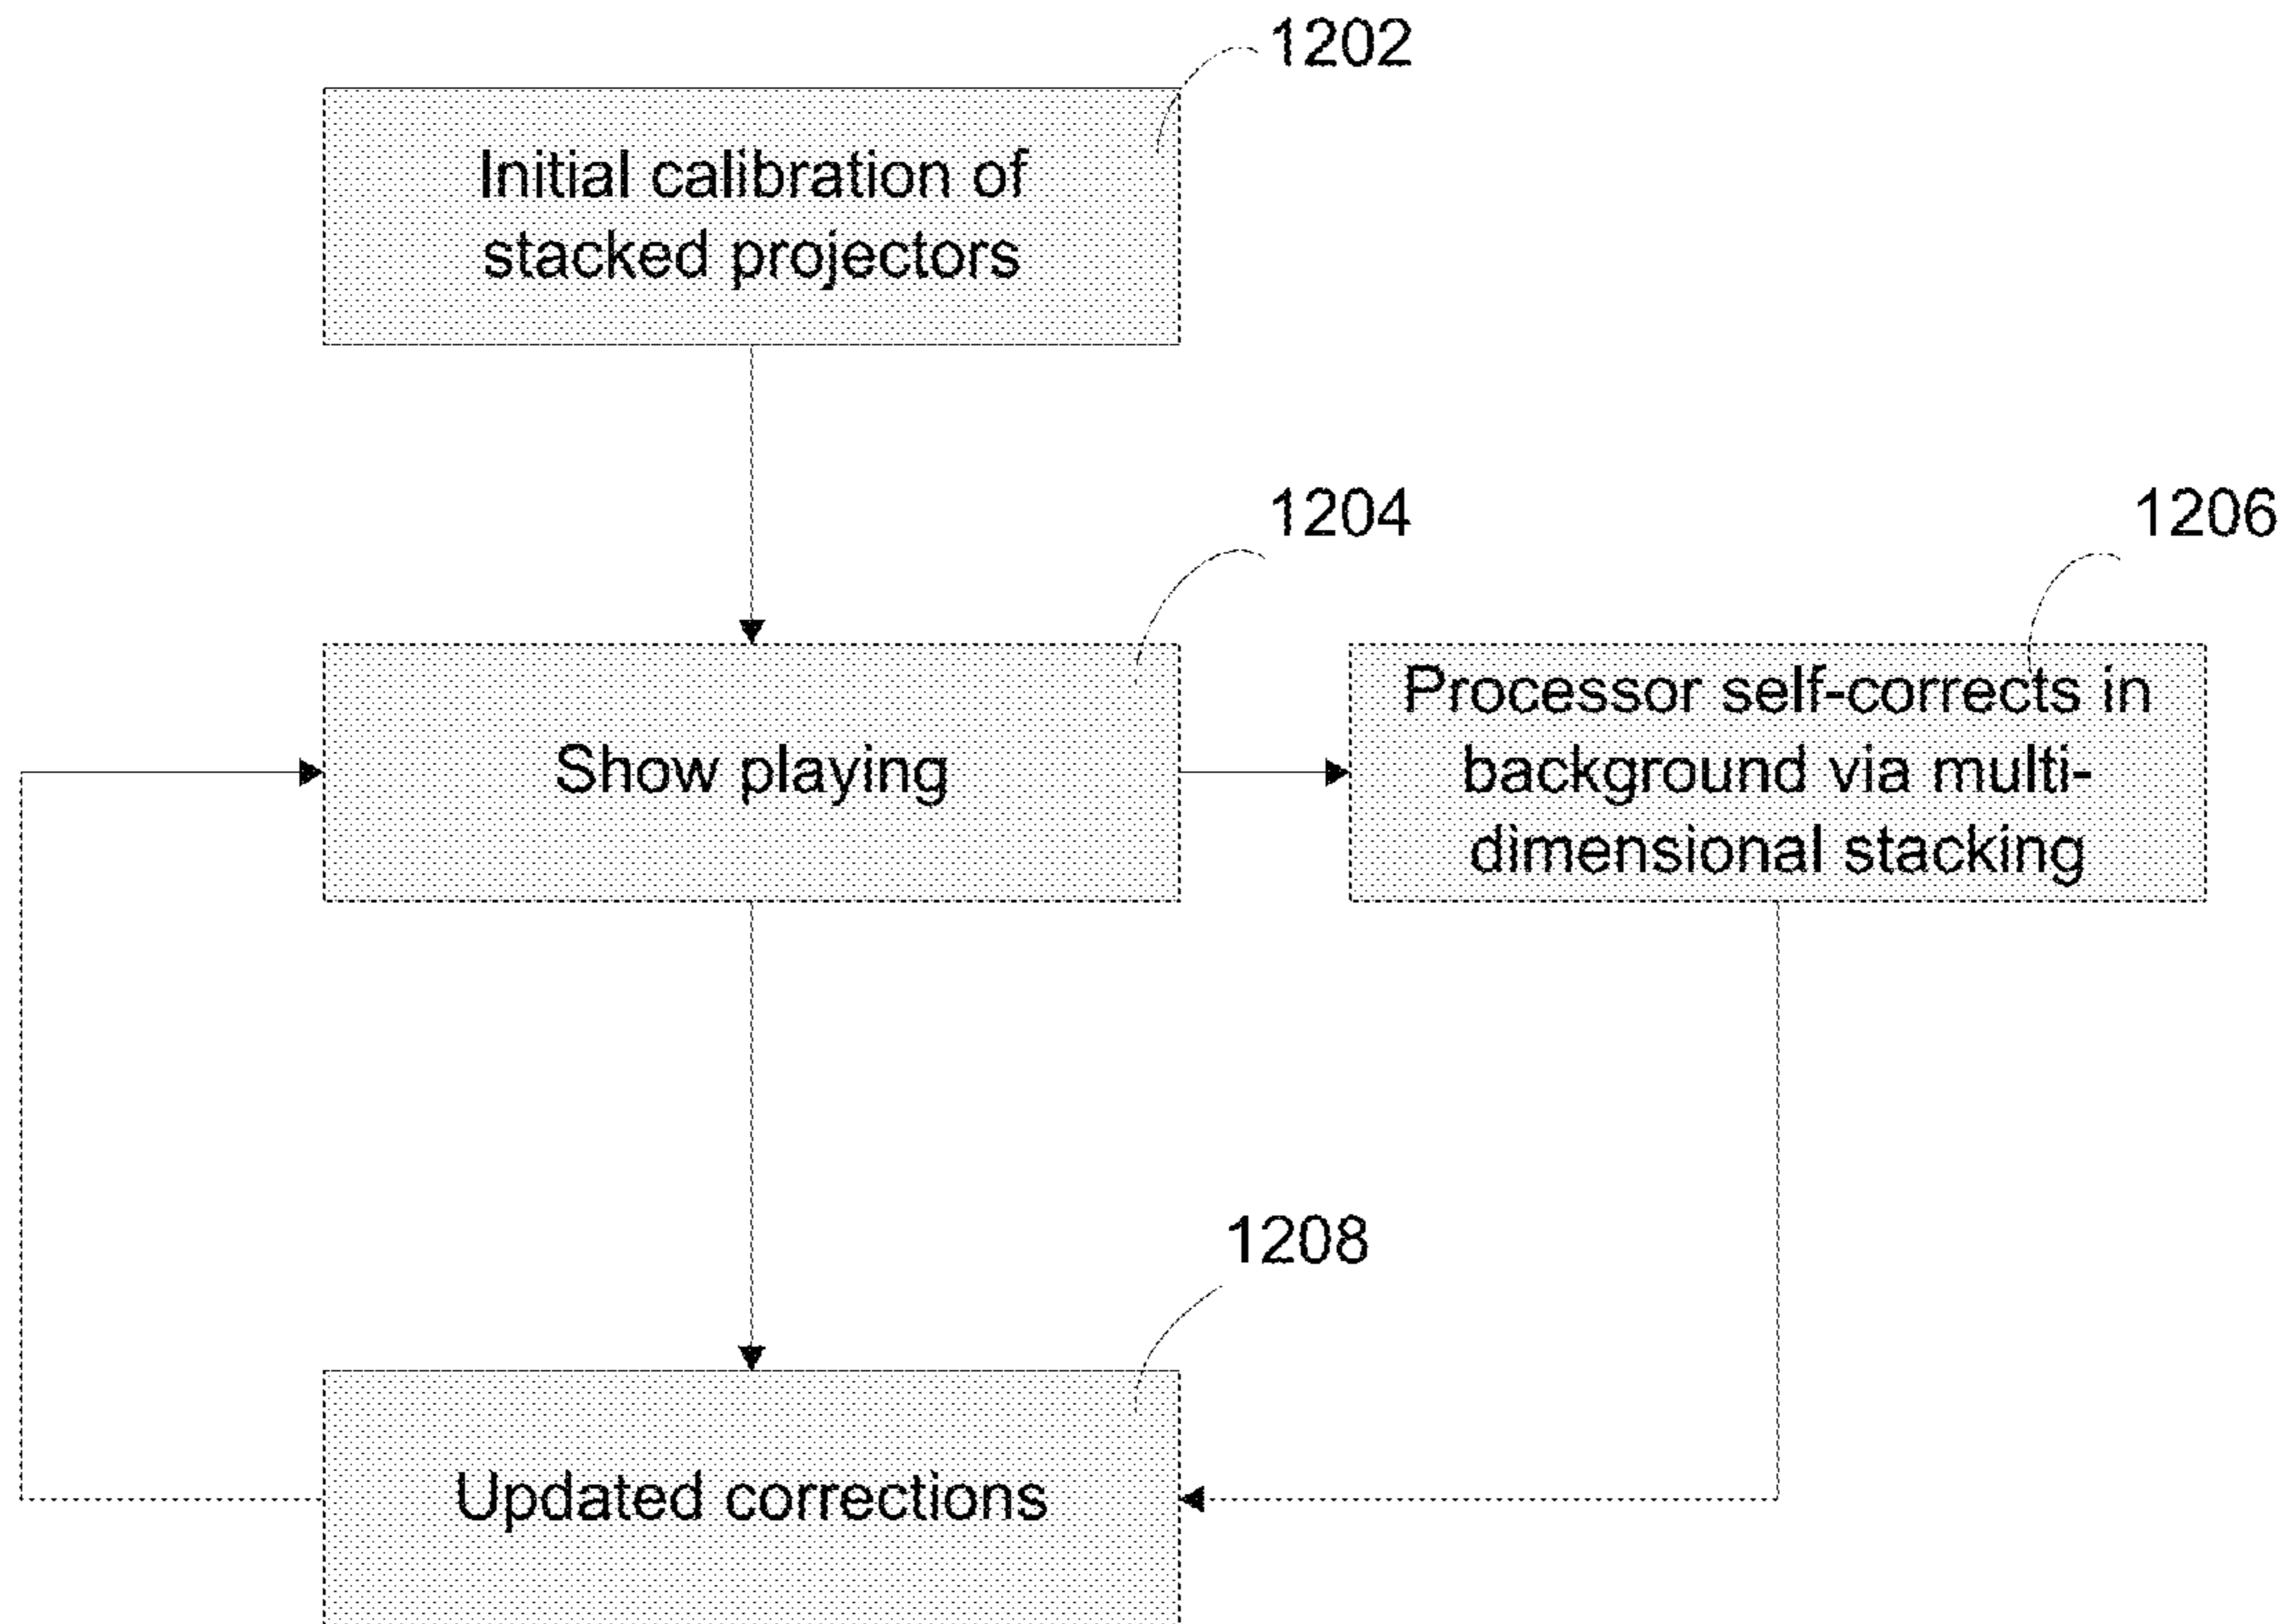 1202
Initial calibration of
stacked projectors
1204
1206
Show playing
Processor self-corrects in
background via multi-
dimensional stacking
1208
Updated corrections